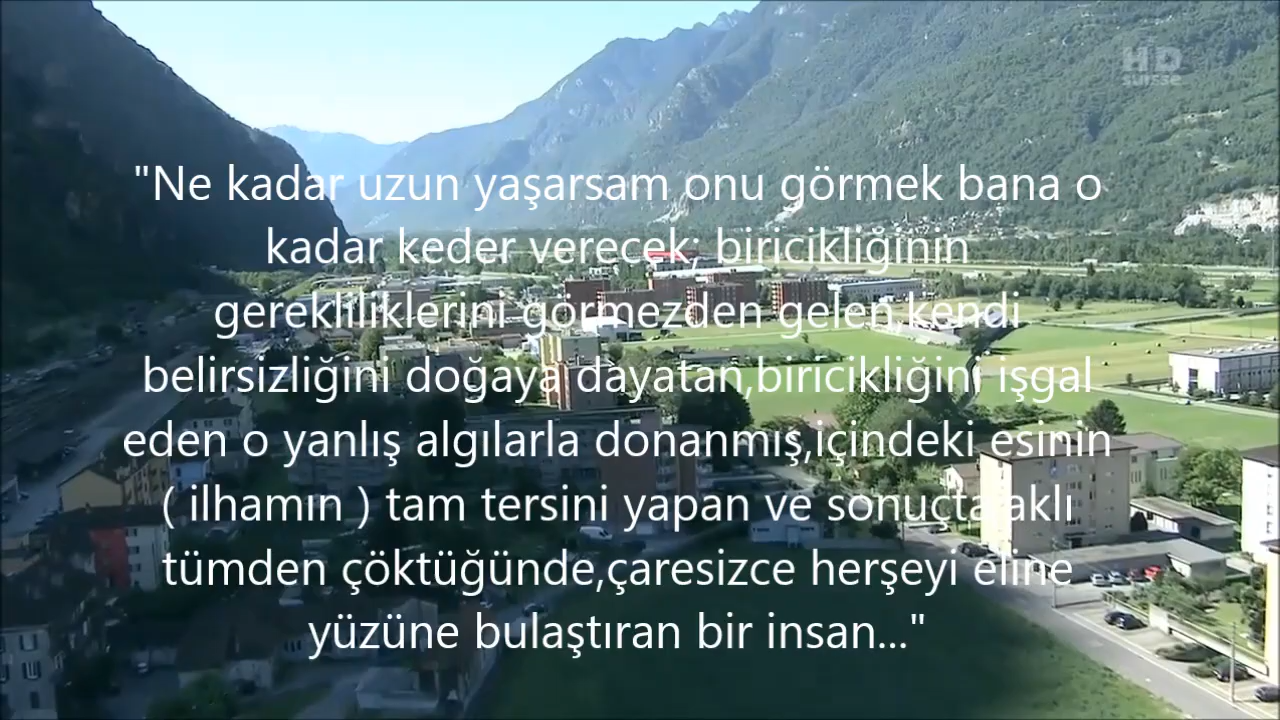 HD
suisse
"Ne kadar uzun yaşarsam onu görmek bana o
kadar keder verecek; biricikliğinin
gerekliliklerini görmezden gelen,kendi
belirsizliğini doğaya dayatan,biricikliğini işgal
eden o yanlış algılarla donanmış,içindeki esinin
( ilhamın ) tam tersini yapan ve sonuçta aklı
tümden çöktüğünde,çaresizce herşeyi eline
yüzüne bulaştıran bir insan..."